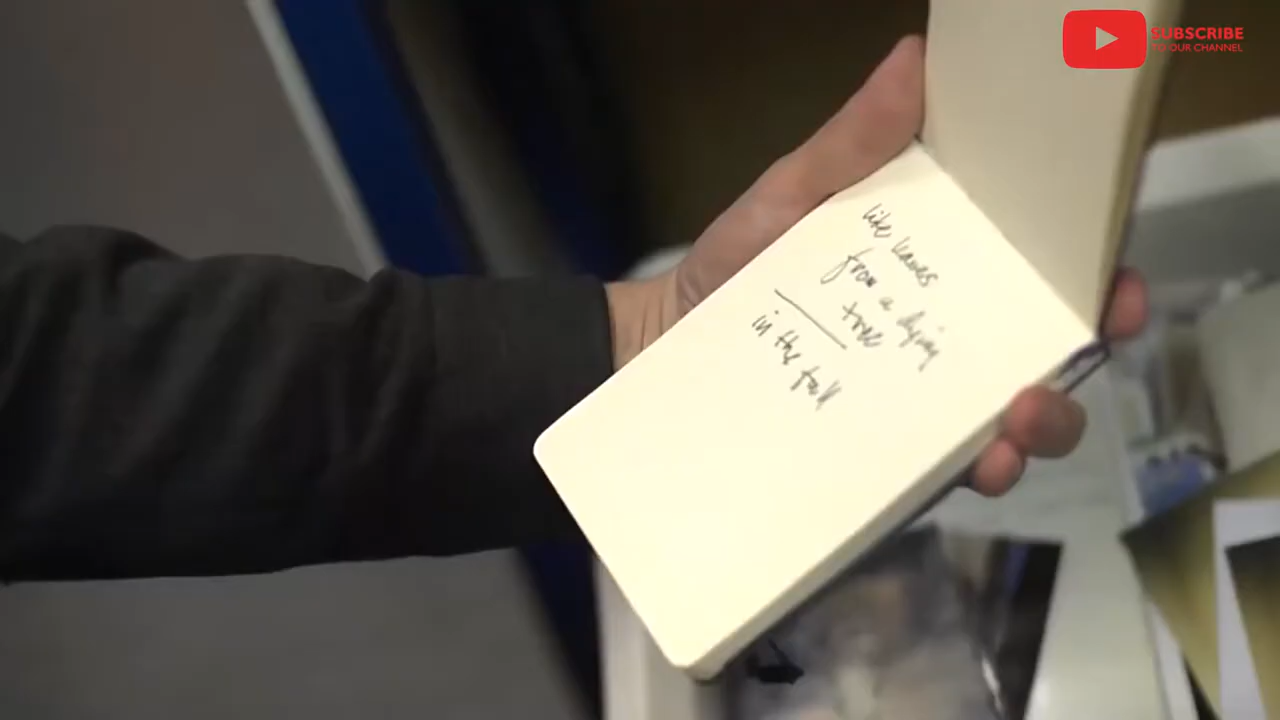 like leaves
from a dying
tree
in the fall
SUBSCRIBE
TO OUR CHANNEL